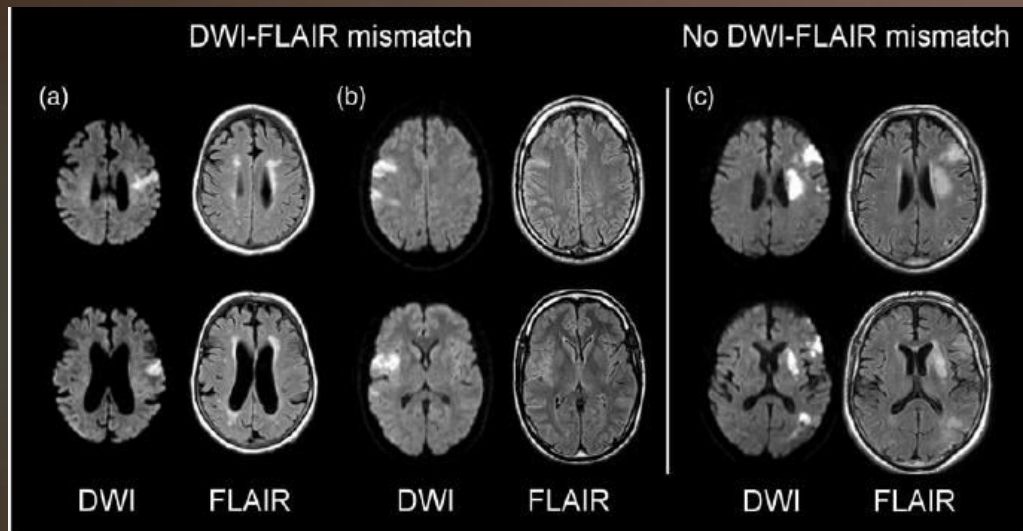 DWI-FLAIR mismatch
No DWI-FLAIR mismatch
(a)
(b)
(c)
DWI
FLAIR
DWI
FLAIR
DWI
FLAIR